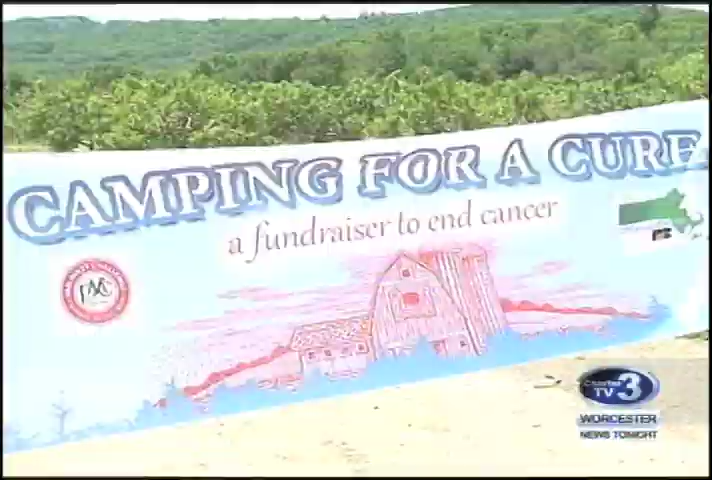 CAMPING FOR A CURE
a fundraiser to end cancer
PMC
Charter
TV3
WORCESTER
NEWS TONIGHT